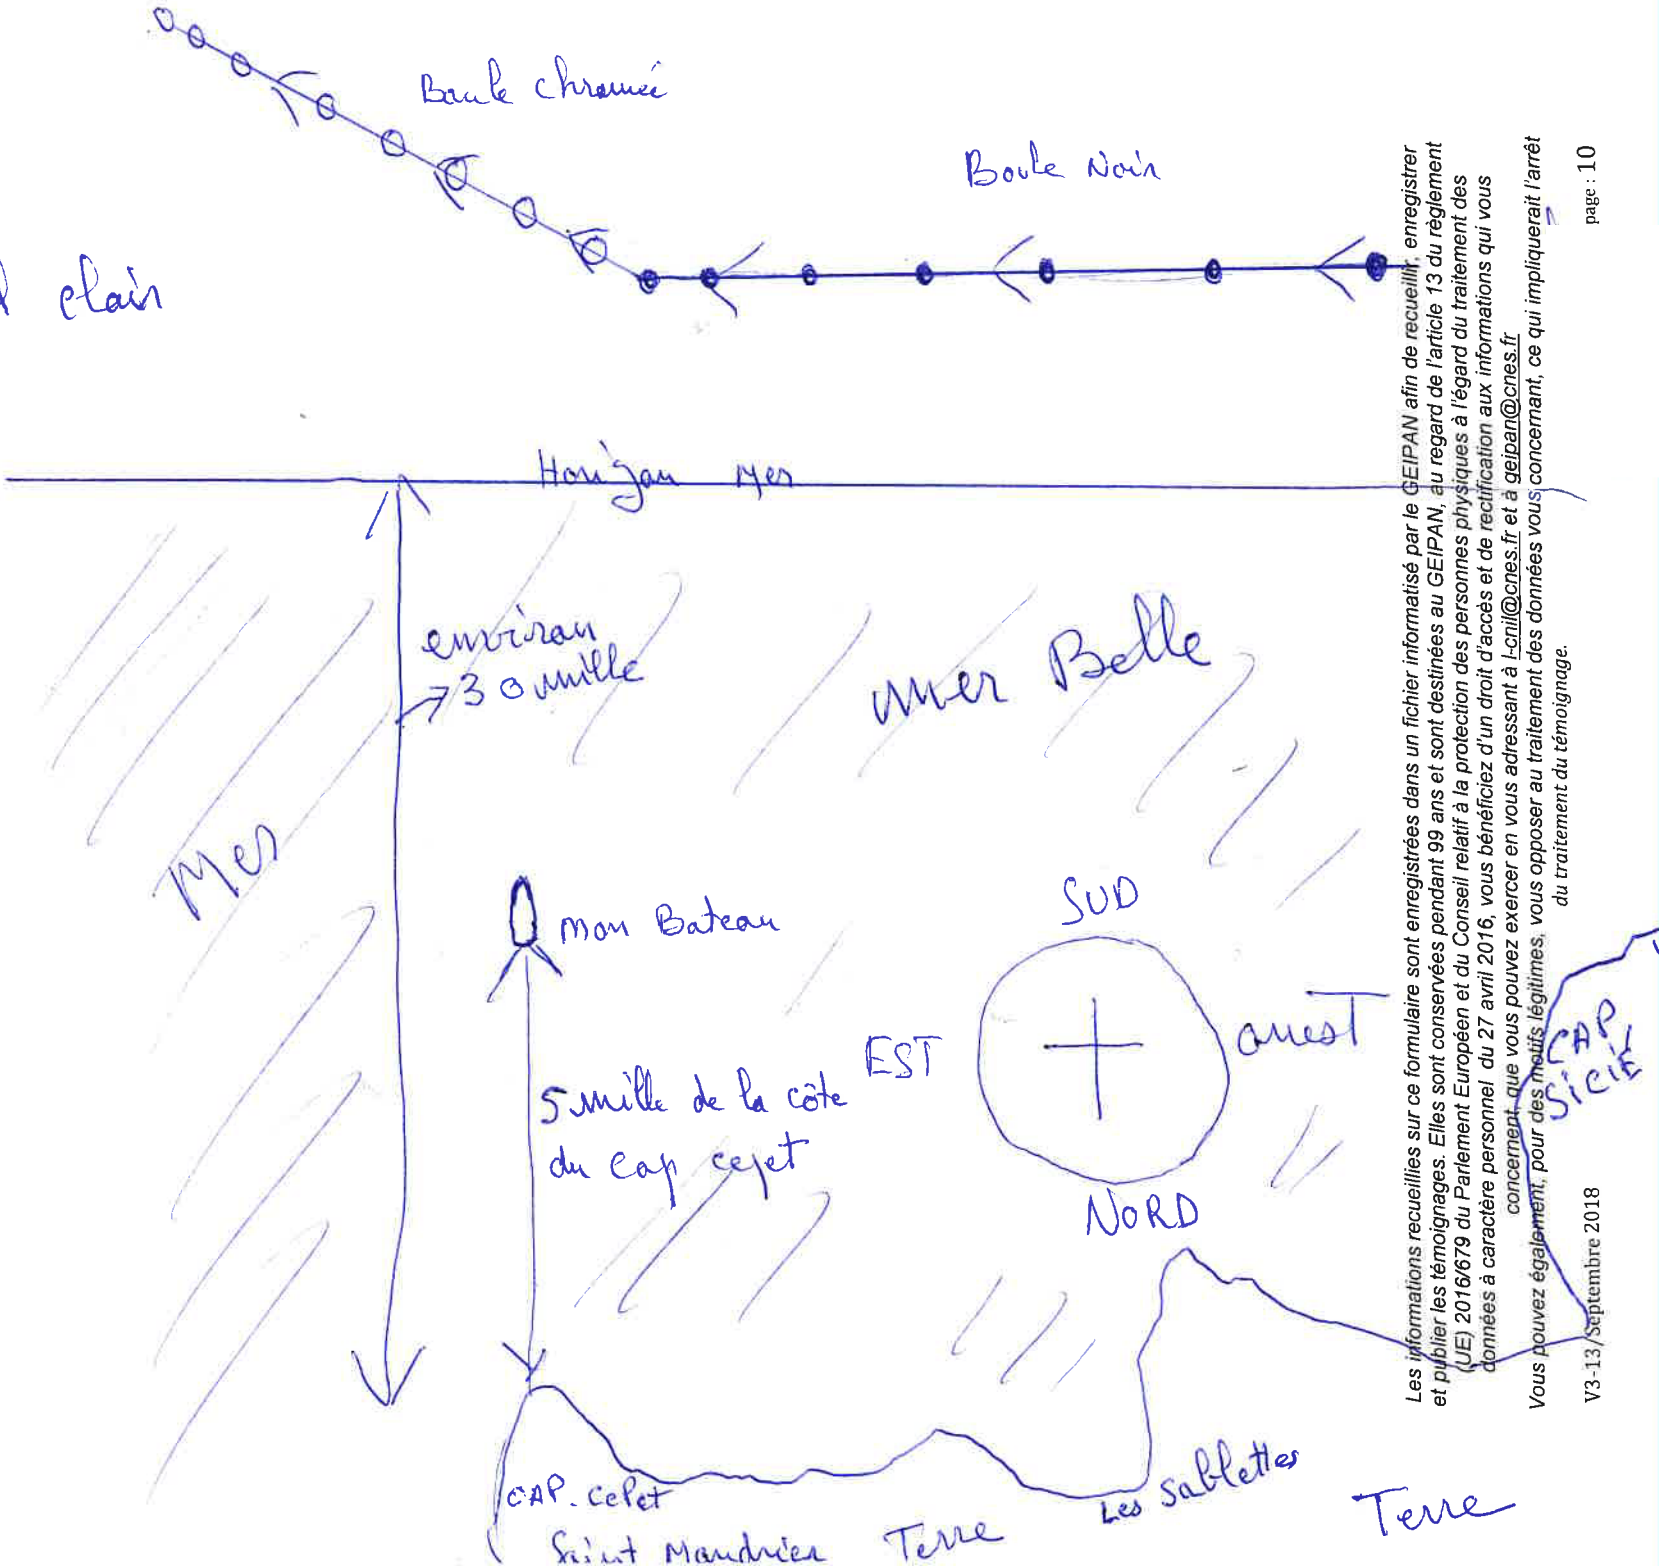 Boule chromée
Boule Noir
clair
Horizon Mer
environ
30 mille
mer Belle
Mer
mon Bateau
SUD
EST
ouest
NORD
5 mille de la côte
du cap cepet
CAP
SICIÉ
CAP. CePet
Saint Mandrier
Terre
Les Sablettes
Terre
Les informations recueillies sur ce formulaire sont enregistrées dans un fichier informatisé par le GEIPAN afin de recueillir, enregistrer
et publier les témoignages. Elles sont conservées pendant 99 ans et sont destinées au GEIPAN, au regard de l'article 13 du règlement
(UE) 2016/679 du Parlement Européen et du Conseil relatif à la protection des personnes physiques à l'égard du traitement des
données à caractère personnel du 27 avril 2016, vous bénéficiez d'un droit d'accès et de rectification aux informations qui vous
concernent, que vous pouvez exercer en vous adressant à l-cnil@cnes.fr et à geipan@cnes.fr
Vous pouvez également, pour des motifs légitimes, vous opposer au traitement des données vous concernant, ce qui impliquerait l'arrêt
du traitement du témoignage.
V3-13/Septembre 2018
page : 10